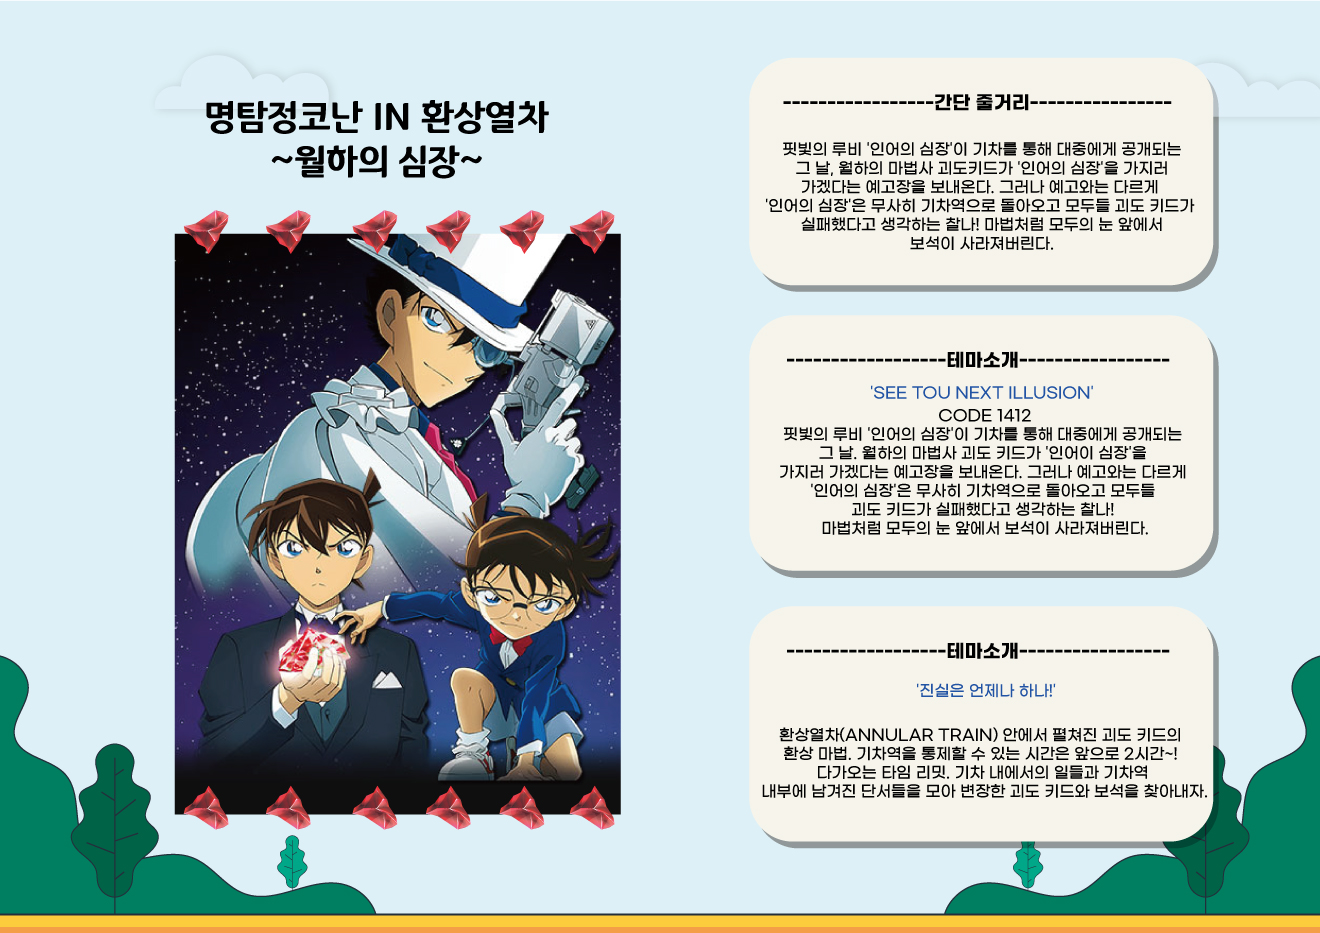 명탐정코난 IN 환상열차
~월하의 심장~
-----------------간단 줄거리----------------
핏빛의 루비 '인어의 심장'이 기차를 통해 대중에게 공개되는
그 날, 월하의 마법사 괴도키드가 '인어의 심장'을 가지러
가겠다는 예고장을 보내온다. 그러나 예고와는 다르게
'인어의 심장'은 무사히 기차역으로 돌아오고 모두들 괴도 키드가
실패했다고 생각하는 찰나! 마법처럼 모두의 눈 앞에서
보석이 사라져버린다.
------------------테마소개-----------------
'SEE TOU NEXT ILLUSION'
CODE 1412
핏빛의 루비 '인어의 심장'이 기차를 통해 대중에게 공개되는
그 날. 월하의 마법사 괴도 키드가 '인어이 심장'을
가지러 가겠다는 예고장을 보내온다. 그러나 예고와는 다르게
'인어의 심장'은 무사히 기차역으로 돌아오고 모두들
괴도 키드가 실패했다고 생각하는 찰나!
마법처럼 모두의 눈 앞에서 보석이 사라져버린다.
------------------테마소개-----------------
'진실은 언제나 하나!'
환상열차(ANNULAR TRAIN) 안에서 펼쳐진 괴도 키드의
환상 마법. 기차역을 통제할 수 있는 시간은 앞으로 2시간~!
다가오는 타임 리밋. 기차 내에서의 일들과 기차역
내부에 남겨진 단서들을 모아 변장한 괴도 키드와 보석을 찾아내자.